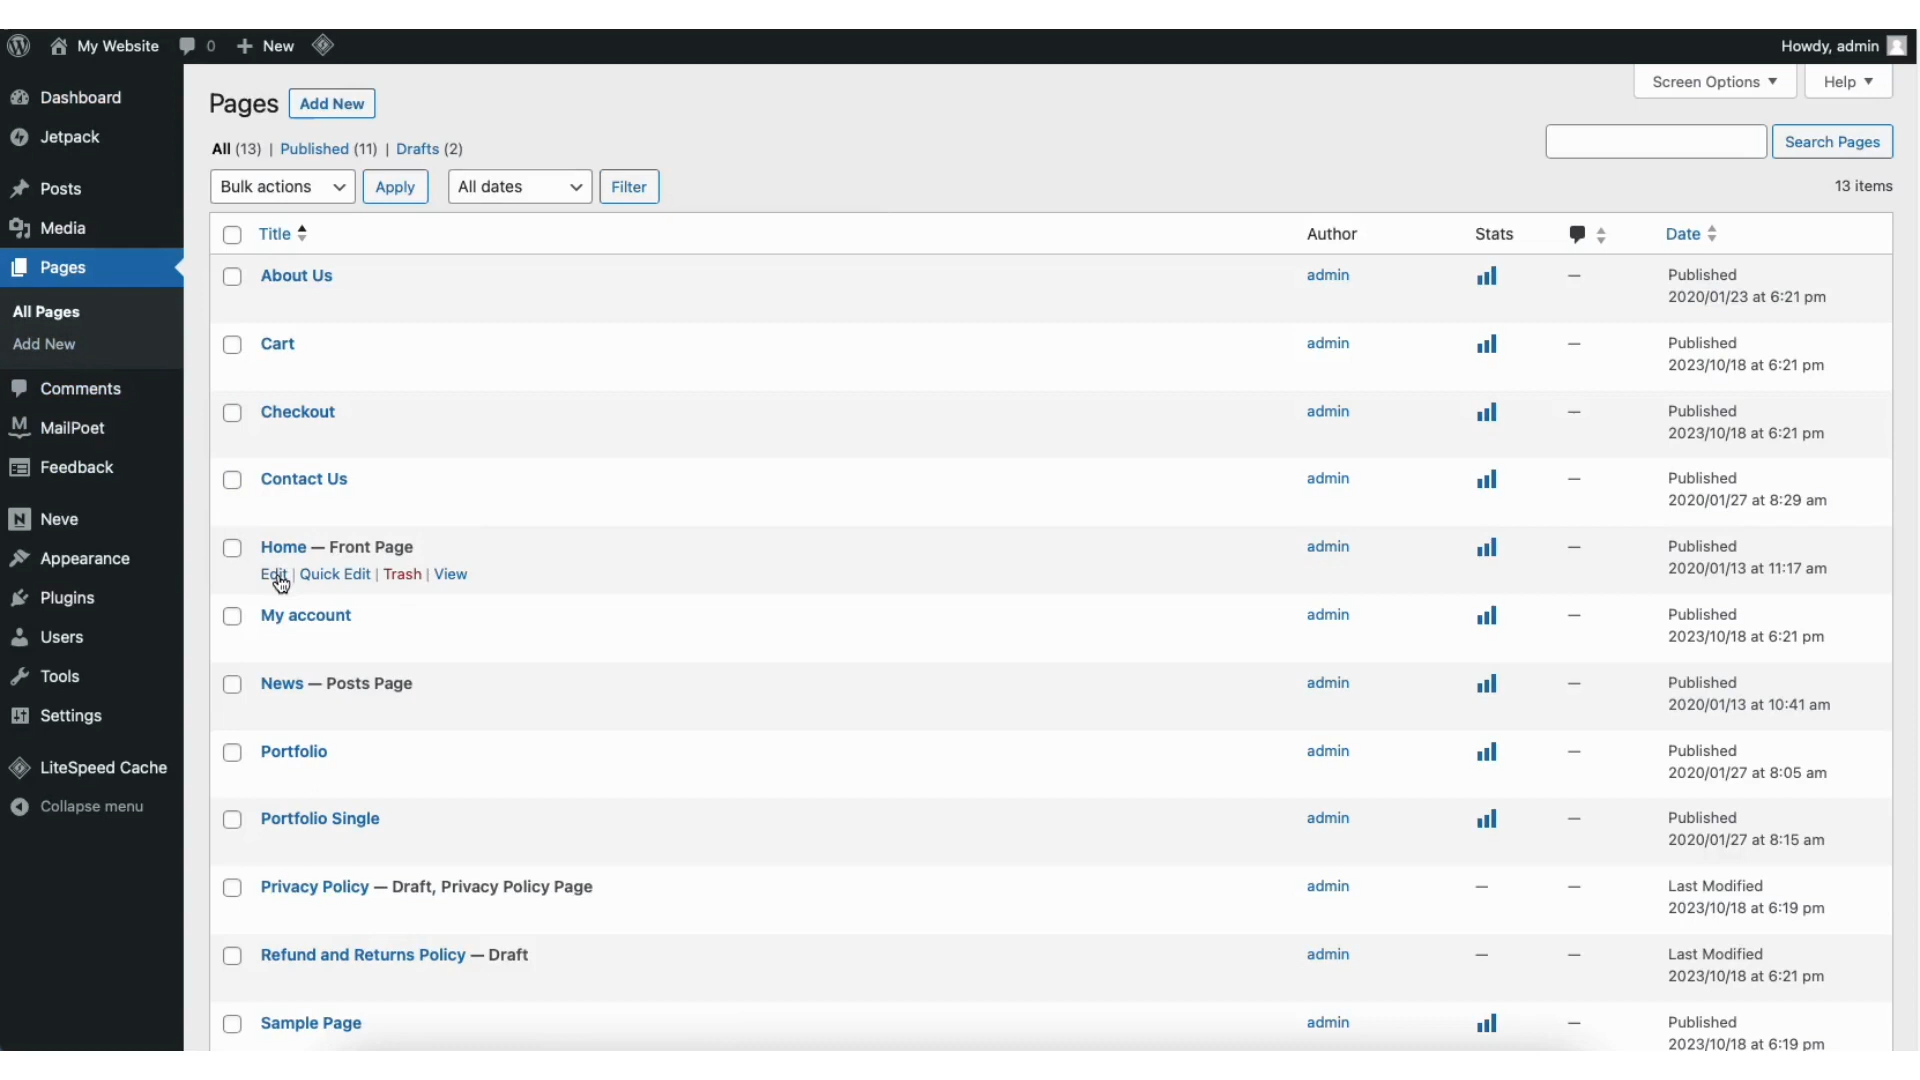 My Website 0 New Howdy, admin
Screen Options Help
Dashboard
Jetpack
Posts
Media
Pages
All Pages
Add New
Comments
MailPoet
Feedback
Neve
Appearance
Plugins
Users
Tools
Settings
LiteSpeed Cache
Collapse menu
Pages Add New
All (13) | Published (11) | Drafts (2)
Search Pages
Bulk actions Apply All dates Filter 13 items
Title Author Stats Date
About Us admin — Published
2020/01/23 at 6:21 pm
Cart admin — Published
2023/10/18 at 6:21 pm
Checkout admin — Published
2023/10/18 at 6:21 pm
Contact Us admin — Published
2020/01/27 at 8:29 am
Home — Front Page admin — Published
Edit | Quick Edit | Trash | View 2020/01/13 at 11:17 am
My account admin — Published
2023/10/18 at 6:21 pm
News — Posts Page admin — Published
2020/01/13 at 10:41 am
Portfolio admin — Published
2020/01/27 at 8:05 am
Portfolio Single admin — Published
2020/01/27 at 8:15 am
Privacy Policy — Draft, Privacy Policy Page admin — — Last Modified
2023/10/18 at 6:19 pm
Refund and Returns Policy — Draft admin — — Last Modified
2023/10/18 at 6:21 pm
Sample Page admin — Published
2023/10/18 at 6:19 pm